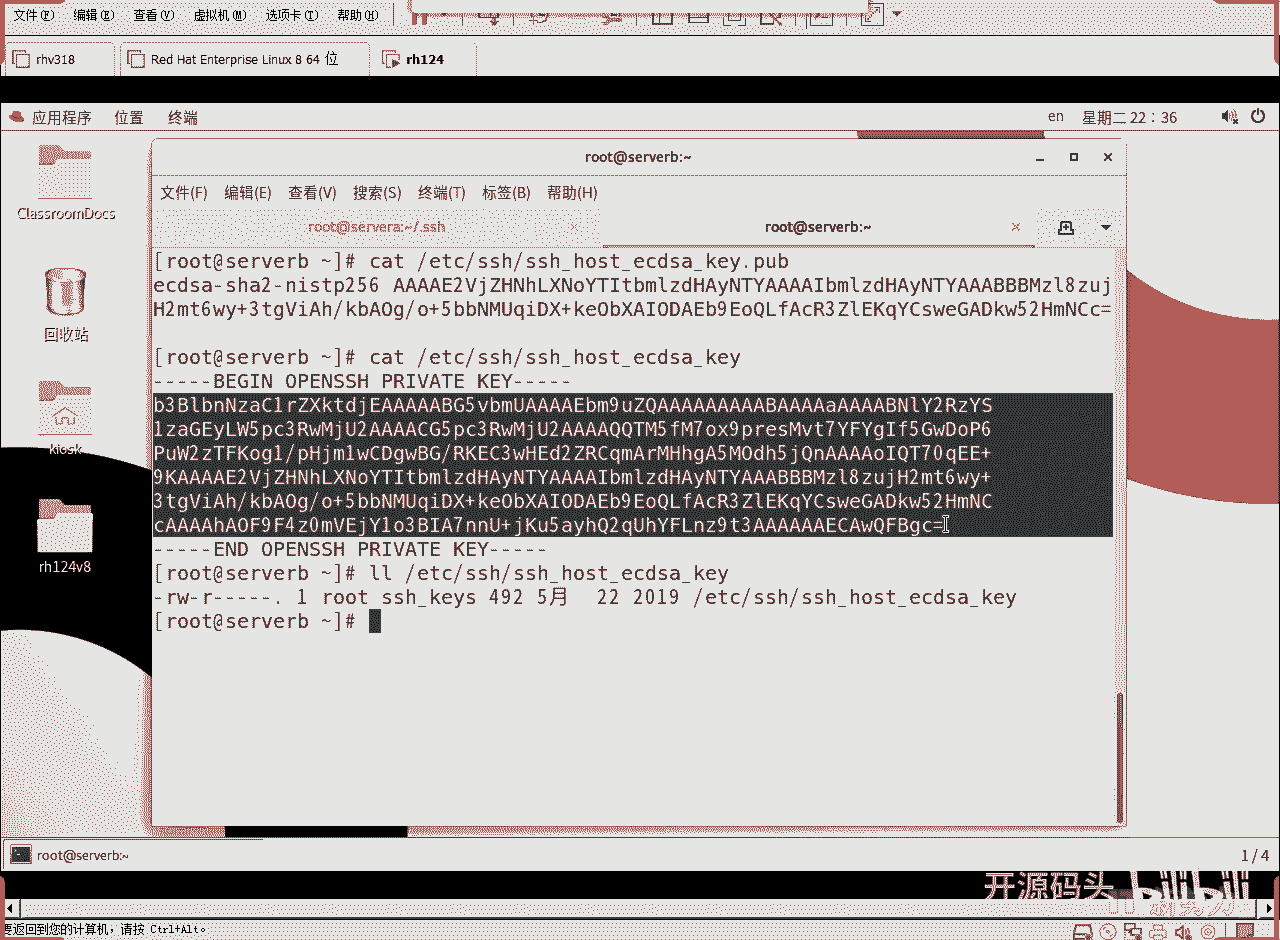 文件(F) 编辑(E) 查看(V) 虚拟机(M) 选项卡(T) 帮助(H)
rhv318 Red Hat Enterprise Linux 8 64 位 rh124
应用程序 位置 终端 en 星期二 22：36
ClassroomDocs
回收站
kiosk
rh124v8
root@serverb:~
文件(F) 编辑(E) 查看(V) 搜索(S) 终端(T) 标签(B) 帮助(H)
root@servera:~/.ssh root@serverb:~
[root@serverb ~]# cat /etc/ssh/ssh_host_ecdsa_key.pub
ecdsa-sha2-nistp256 AAAAE2VjZHNhLXNoYTItbmlzdHAyNTYAAAAIbmlzdHAyNTYAAABBBMzl8zuj
H2mt6wy+3tgViAh/kbAOg/o+5bbNMUqiDX+keObXAIODAEb9EoQLfAcR3ZlEKqYCsweGADkw52HmNCc=
[root@serverb ~]# cat /etc/ssh/ssh_host_ecdsa_key
-----BEGIN OPENSSH PRIVATE KEY-----
b3BlbnNzaC1rZXktdjEAAAAABG5vbmUAAAAEbm9uZQAAAAAAAAABAAAAaAAAABNlY2RzYS
1zaGEyLW5pc3RwMjU2AAAACG5pc3RwMjU2AAAAQQTM5fM7ox9presMvt7YFYgIf5GwDoP6
PuW2zTFKog1/pHjm1wCDgwBG/RKEC3wHEd2ZRCqmArMHhgA5MOdh5jQnAAAAoIQT70qEE+
9KAAAAE2VjZHNhLXNoYTItbmlzdHAyNTYAAAAIbmlzdHAyNTYAAABBBMzl8zujH2mt6wy+
3tgViAh/kbAOg/o+5bbNMUqiDX+keObXAIODAEb9EoQLfAcR3ZlEKqYCsweGADkw52HmNC
cAAAAhAOF9F4z0mVEjY1o3BIA7nnU+jKu5ayhQ2qUhYFLnz9t3AAAAAAECAwQFBgc=
-----END OPENSSH PRIVATE KEY-----
[root@serverb ~]# ll /etc/ssh/ssh_host_ecdsa_key
-rw-r-----. 1 root ssh_keys 492 5月 22 2019 /etc/ssh/ssh_host_ecdsa_key
[root@serverb ~]#
root@serverb:~ 1 / 4
开源码头 bilibili
要返回到您的计算机，请按 Ctrl+Alt。